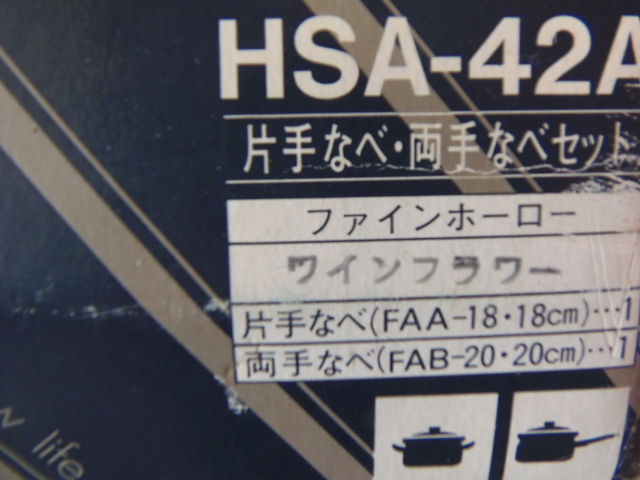 HSA-42A
片手なべ・両手なべセット
ファインホーロー
ワインフラワー
片手なべ(FAA-18・18cm)…1
両手なべ(FAB-20・20cm)…1
life